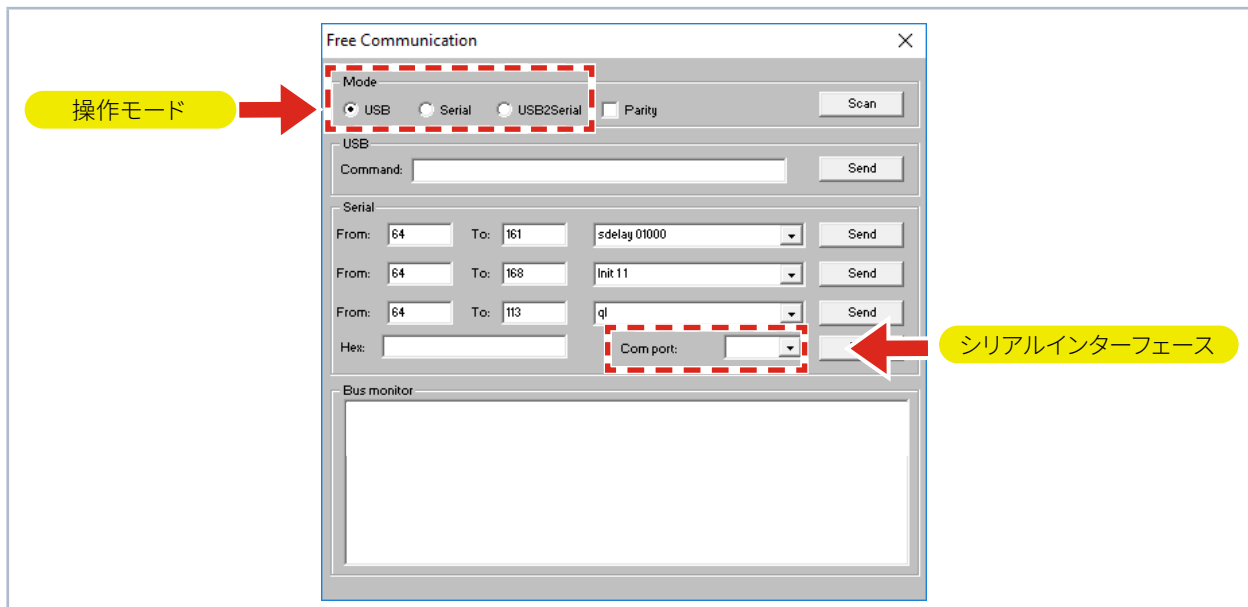 Free Communication
Mode
操作モード
USB Serial USB2Serial Parity Scan
USB
Command: Send
Serial
From: 64 To: 161 sdelay 01000 Send
From: 64 To: 168 Init 11 Send
From: 64 To: 113 ql Send
Hex: Com port:
シリアルインターフェース
Bus monitor